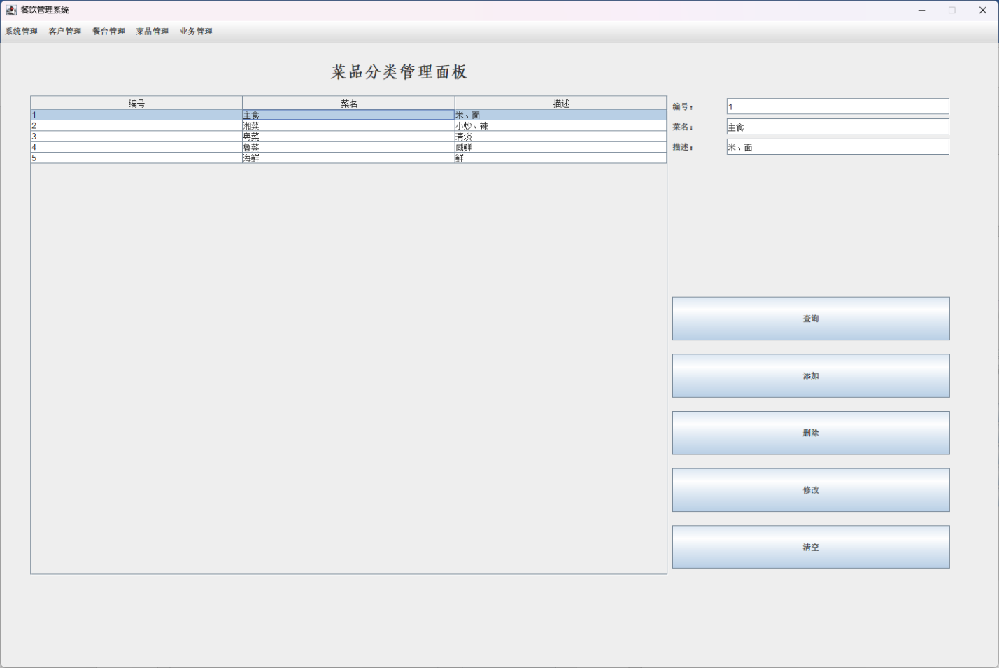 餐饮管理系统
系统管理 客户管理 餐台管理 菜品管理 业务管理
菜品分类管理面板
编号 菜名 描述
1 主食 米、面
2 湘菜 小炒、辣
3 粤菜 清淡
4 鲁菜 咸鲜
5 海鲜 鲜
编号： 1
菜名： 主食
描述： 米、面
查询
添加
删除
修改
清空